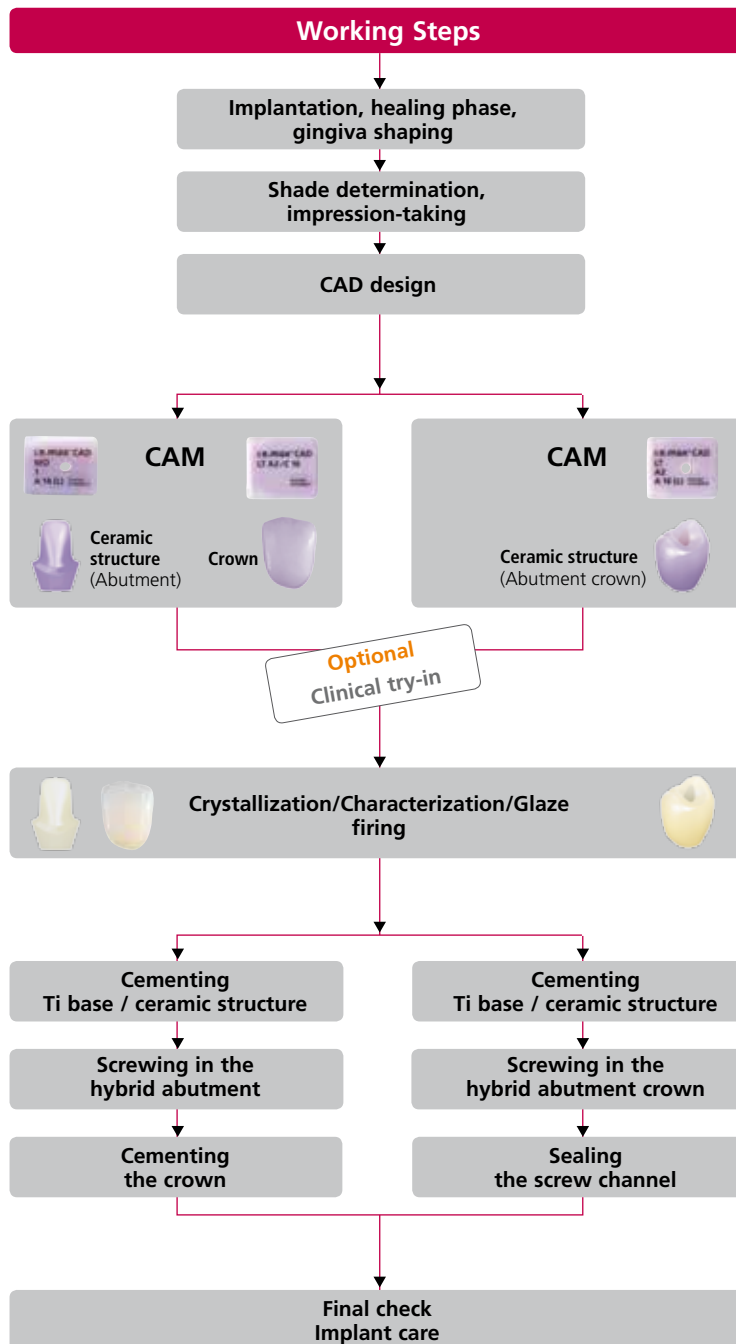 Working Steps
Implantation, healing phase,
gingiva shaping
Shade determination,
impression-taking
CAD design
CAM
Ceramic
structure
(Abutment)
Crown
CAM
Ceramic structure
(Abutment crown)
Optional
Clinical try-in
Crystallization/Characterization/Glaze
firing
Cementing
Ti base / ceramic structure
Screwing in the
hybrid abutment
Cementing
the crown
Cementing
Ti base / ceramic structure
Screwing in the
hybrid abutment crown
Sealing
the screw channel
Final check
Implant care